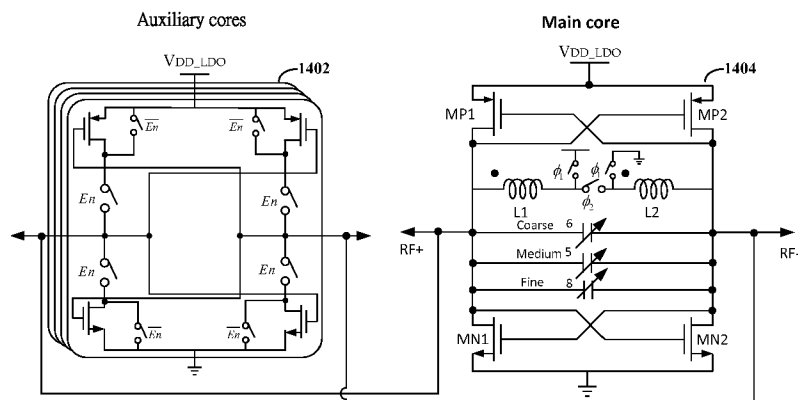 Auxiliary cores
VDD_LDO
1402
En
En
En
En
En
En
En
En
Main core
VDD_LDO
1404
MP1
MP2
ϕ1
ϕ1
ϕ2
L1
L2
Coarse 6
Medium 5
Fine 8
RF+
RF-
MN1
MN2